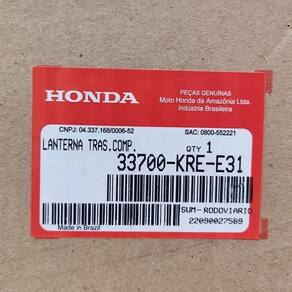 HONDA
PEÇAS GENUÍNAS
Moto Honda da Amazônia Ltda.
Indústria Brasileira
CNPJ: 04.337.168/0006-52
SAC: 0800-552221
LANTERNA TRAS.COMP.
QTY 1
33700-KRE-E31
SUM-RODOVIARIO
22090027589
Made in Brazil